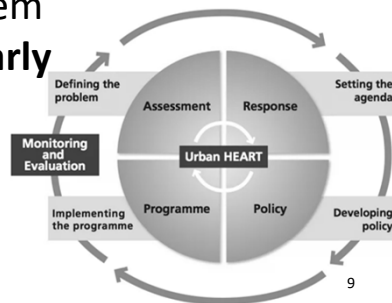 em
arly
Defining the
problem
Setting the
agenda
Assessment
Response
Monitoring
and
Evaluation
Urban HEART
Implementing
the programme
Programme
Policy
Developing
policy
9